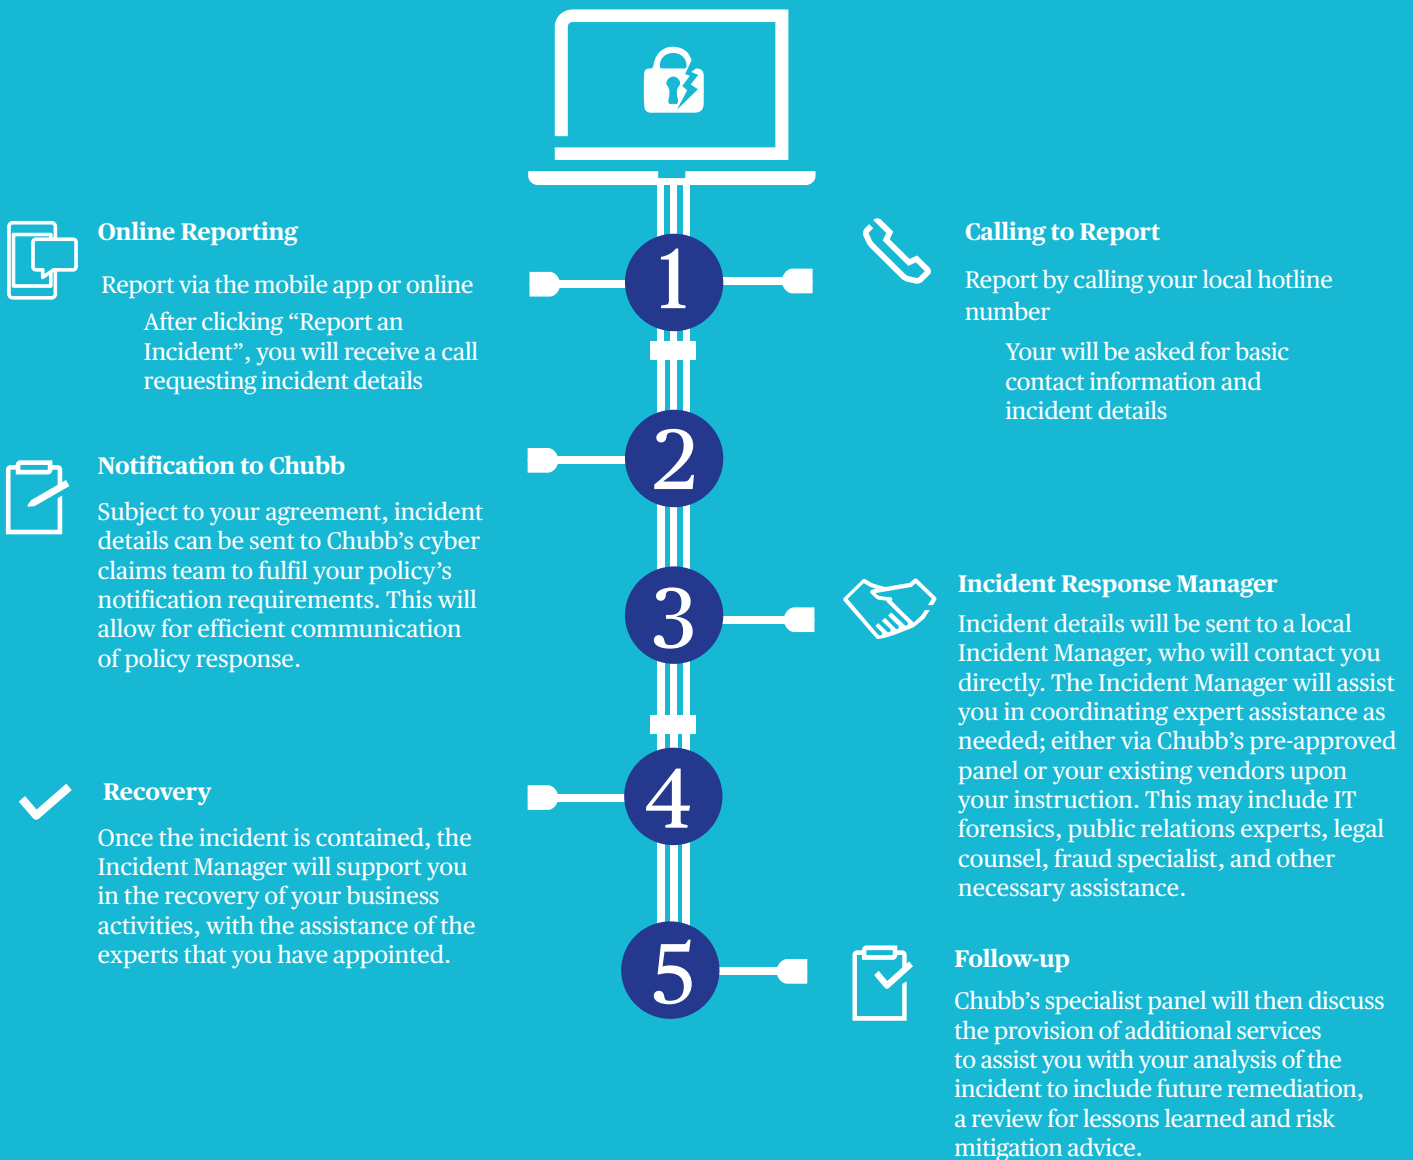 1
Online Reporting
Report via the mobile app or online
After clicking “Report an
Incident”, you will receive a call
requesting incident details
Calling to Report
Report by calling your local hotline
number
Your will be asked for basic
contact information and
incident details
2
Notification to Chubb
Subject to your agreement, incident
details can be sent to Chubb’s cyber
claims team to fulfil your policy’s
notification requirements. This will
allow for efficient communication
of policy response.
3
Incident Response Manager
Incident details will be sent to a local
Incident Manager, who will contact you
directly. The Incident Manager will assist
you in coordinating expert assistance as
needed; either via Chubb’s pre-approved
panel or your existing vendors upon
your instruction. This may include IT
forensics, public relations experts, legal
counsel, fraud specialist, and other
necessary assistance.
4
Recovery
Once the incident is contained, the
Incident Manager will support you
in the recovery of your business
activities, with the assistance of the
experts that you have appointed.
5
Follow-up
Chubb’s specialist panel will then discuss
the provision of additional services
to assist you with your analysis of the
incident to include future remediation,
a review for lessons learned and risk
mitigation advice.